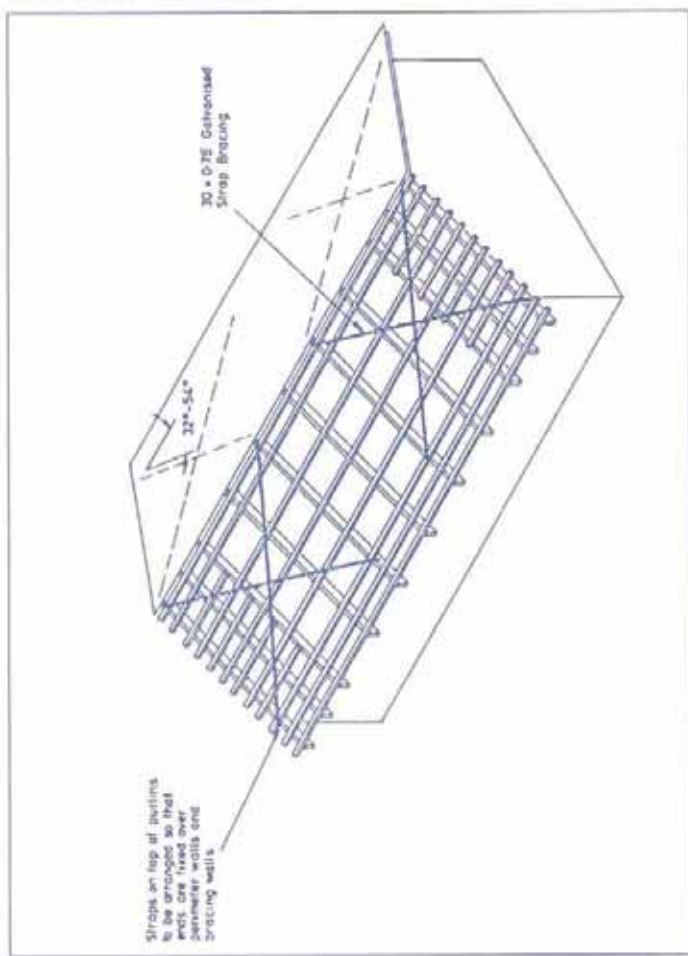 Straps on top of purlins
to be arranged so that
ends are fixed over
perimeter walls and
bracing walls
32°-54°
30 × 0·75 Galvanised
Strap Bracing